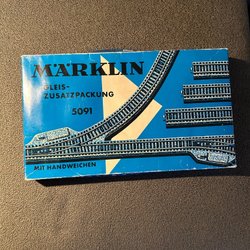 MÄRKLIN
GLEIS-
ZUSATZPACKUNG
5091
MIT HANDWEICHEN